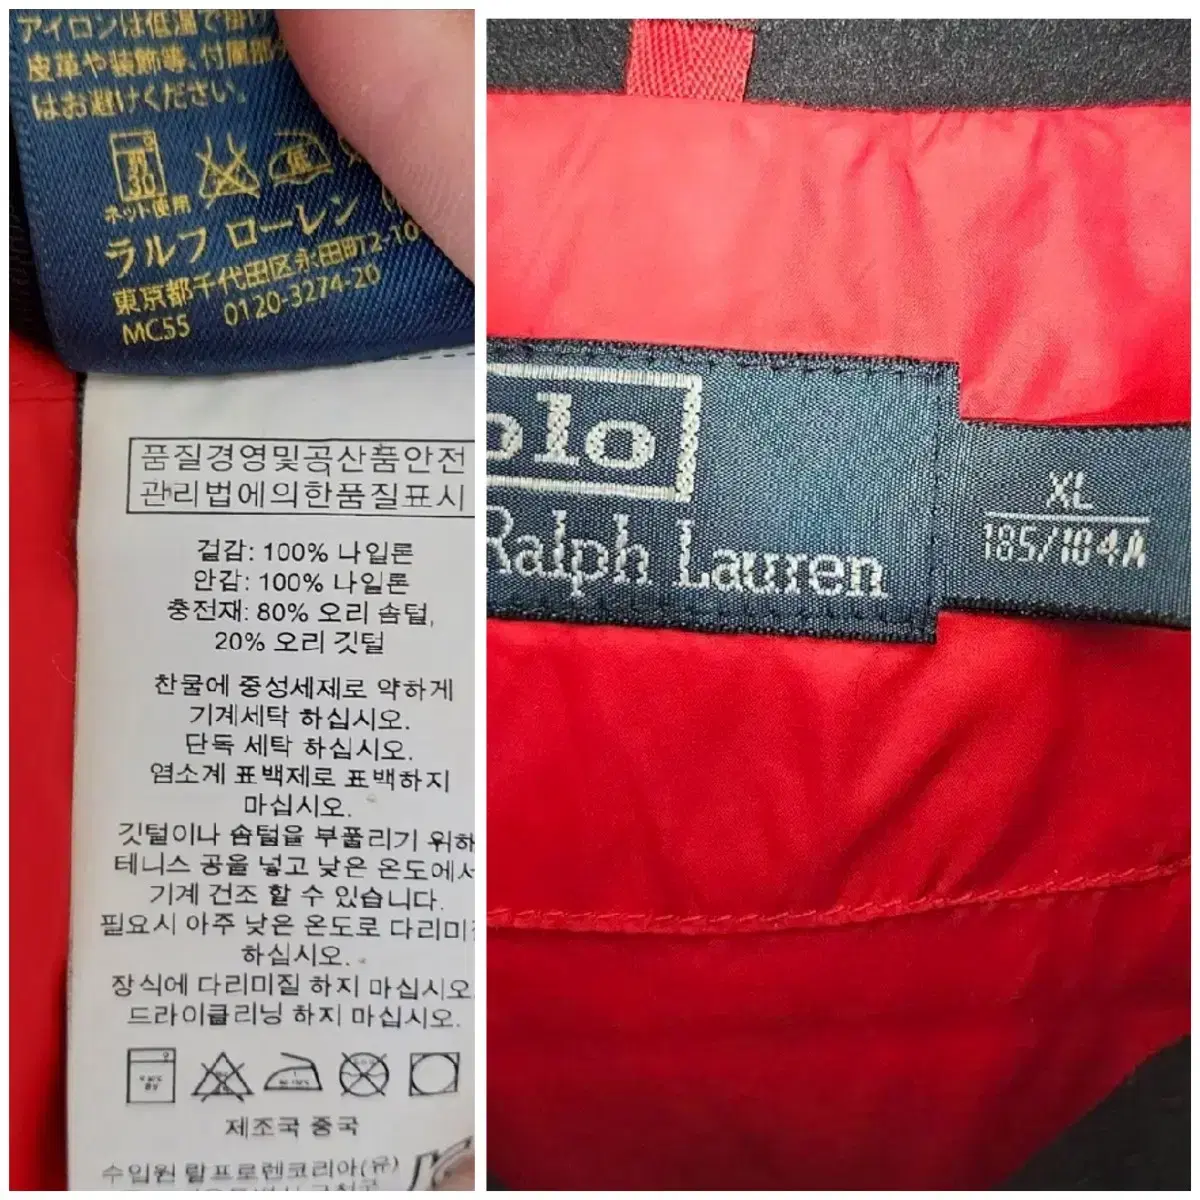 アイロンは低温で掛け
皮革や装飾等、付属部
はお避けください。
30
低
ネット使用
ラルフ ローレン
東京都千代田区永田町2-10
MC55 0120-3274-20
품질경영및공산품안전
관리법에의한품질표시
겉감: 100% 나일론
안감: 100% 나일론
충전재: 80% 오리 솜털,
20% 오리 깃털
찬물에 중성세제로 약하게
기계세탁 하십시오.
단독 세탁 하십시오.
염소계 표백제로 표백하지
마십시오.
깃털이나 솜털을 부풀리기 위해
테니스 공을 넣고 낮은 온도에서
기계 건조 할 수 있습니다.
필요시 아주 낮은 온도로 다리미질
하십시오.
장식에 다리미질 하지 마십시오.
드라이클리닝 하지 마십시오.
제조국 중국
수입원 랄프로렌코리아(유)
olo
Ralph Lauren
XL
185/104A